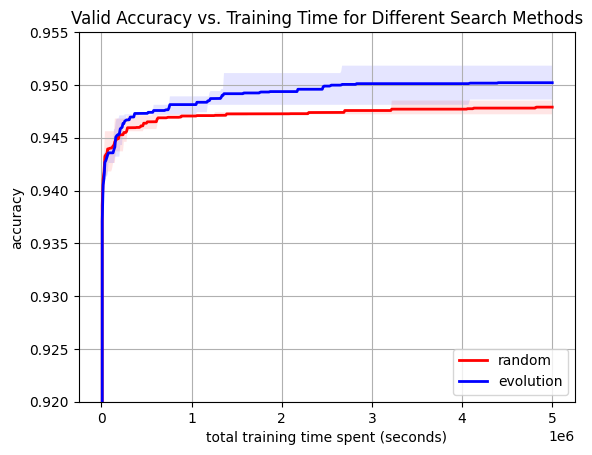 Valid Accuracy vs. Training Time for Different Search Methods
accuracy
0.955
0.950
0.945
0.940
0.935
0.930
0.925
0.920
0
1
2
3
4
5
1e6
total training time spent (seconds)
random
evolution